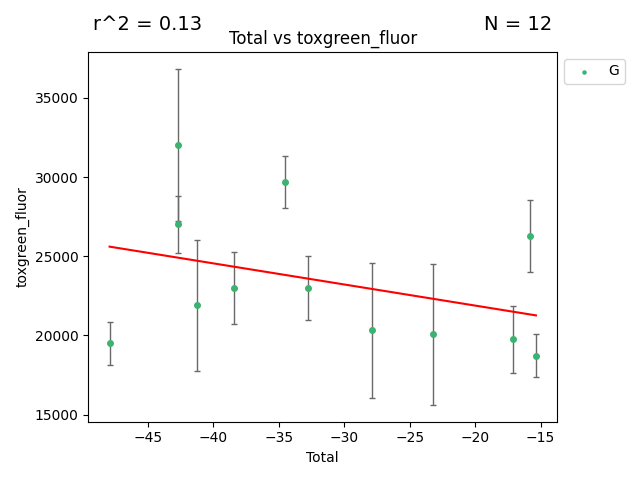 r^2 = 0.13
N = 12
Total vs toxgreen_fluor
G
35000
30000
25000
20000
15000
toxgreen_fluor
−45
−40
−35
−30
−25
−20
−15
Total